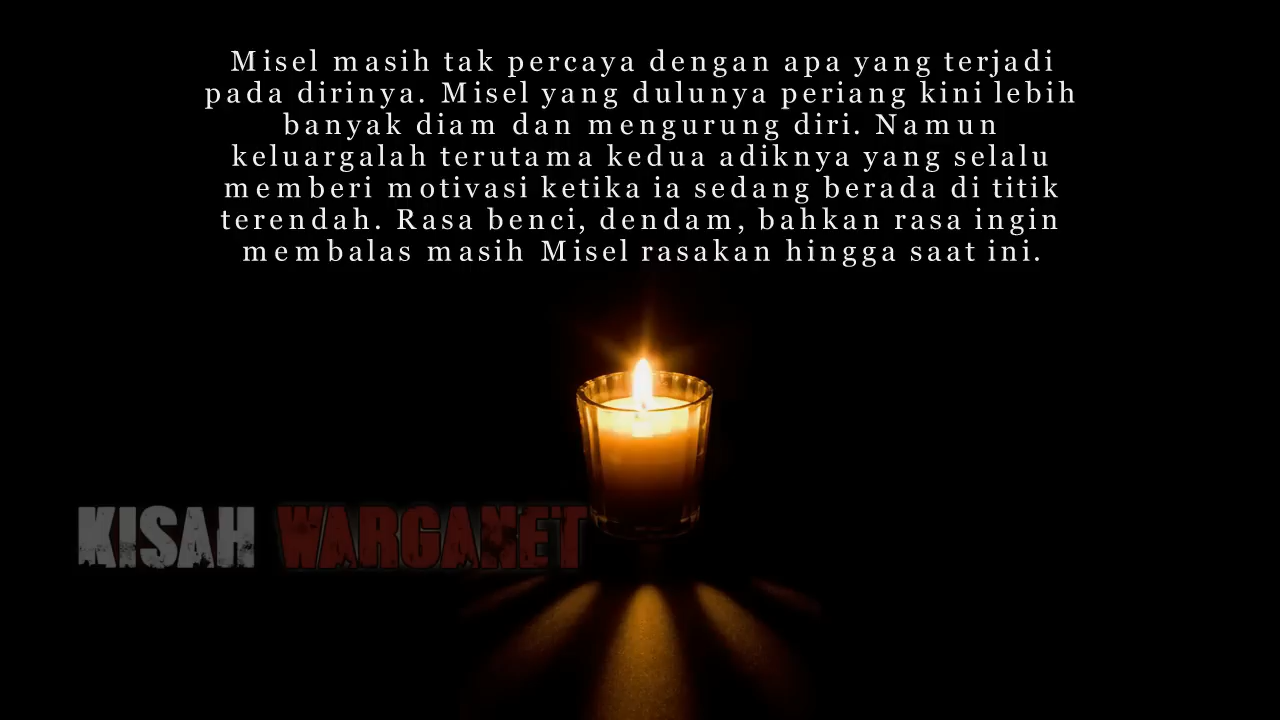 Misel masih tak percaya dengan apa yang terjadi
pada dirinya. Misel yang dulunya periang kini lebih
banyak diam dan mengurung diri. Namun
keluargalah terutama kedua adiknya yang selalu
memberi motivasi ketika ia sedang berada di titik
terendah. Rasa benci, dendam, bahkan rasa ingin
membalas masih Misel rasakan hingga saat ini.
KISAH WARGANET